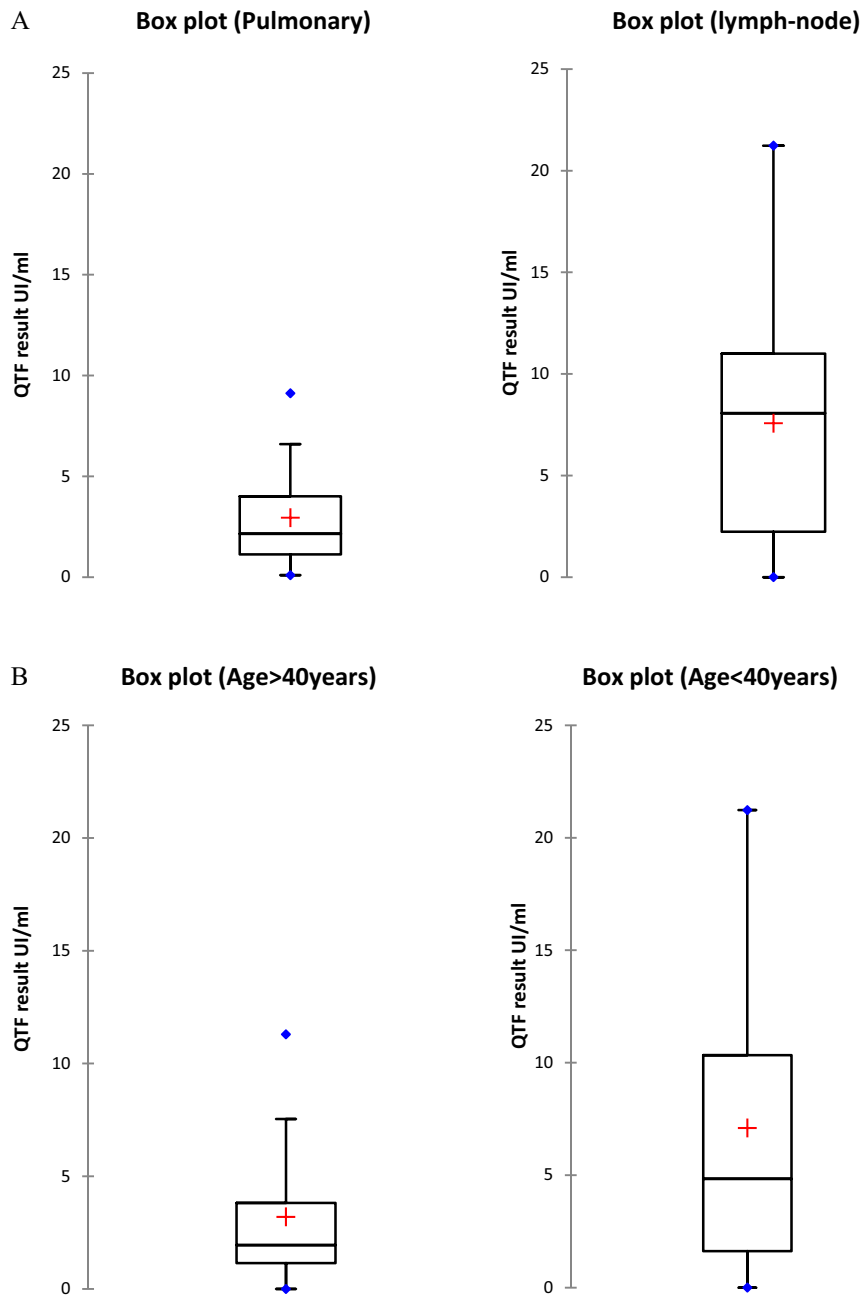 A
Box plot (Pulmonary)
25
20
15
10
5
0
QTF result UI/ml
Box plot (lymph-node)
25
20
15
10
5
0
QTF result UI/ml
B
Box plot (Age>40years)
25
20
15
10
5
0
QTF result UI/ml
Box plot (Age<40years)
25
20
15
10
5
0
QTF result UI/ml